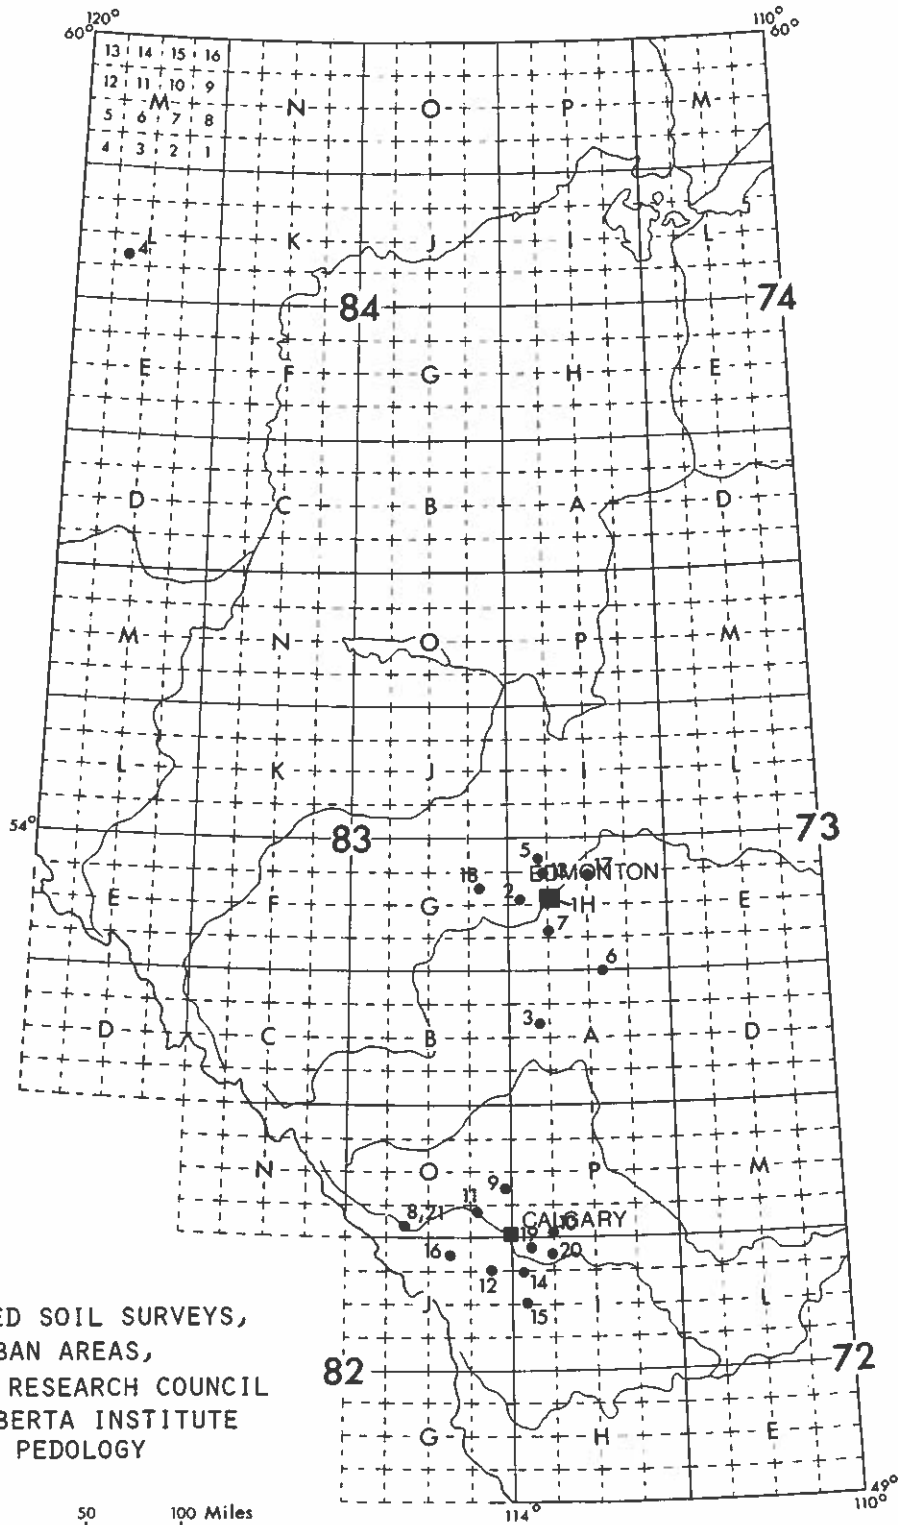 120° 110°
60° 60°
13 14 15 16
12 11 10 9
M N O P M
5 6 7 8
4 3 2 1
L K J I L
4
84 74
E F G H E
D C B A D
M N O P M
L K J I L
54°
83 73
5
EDMONTON
17
18 2
E F G 1H E
7
6
3
D C B A D
N O P M
9
11
8,21 CALGARY
19
16 20
12 14
J 15 I L
82 72
G H E
49°
114° 110°
ED SOIL SURVEYS,
BAN AREAS,
RESEARCH COUNCIL
BERTA INSTITUTE
PEDOLOGY
50 100 Miles